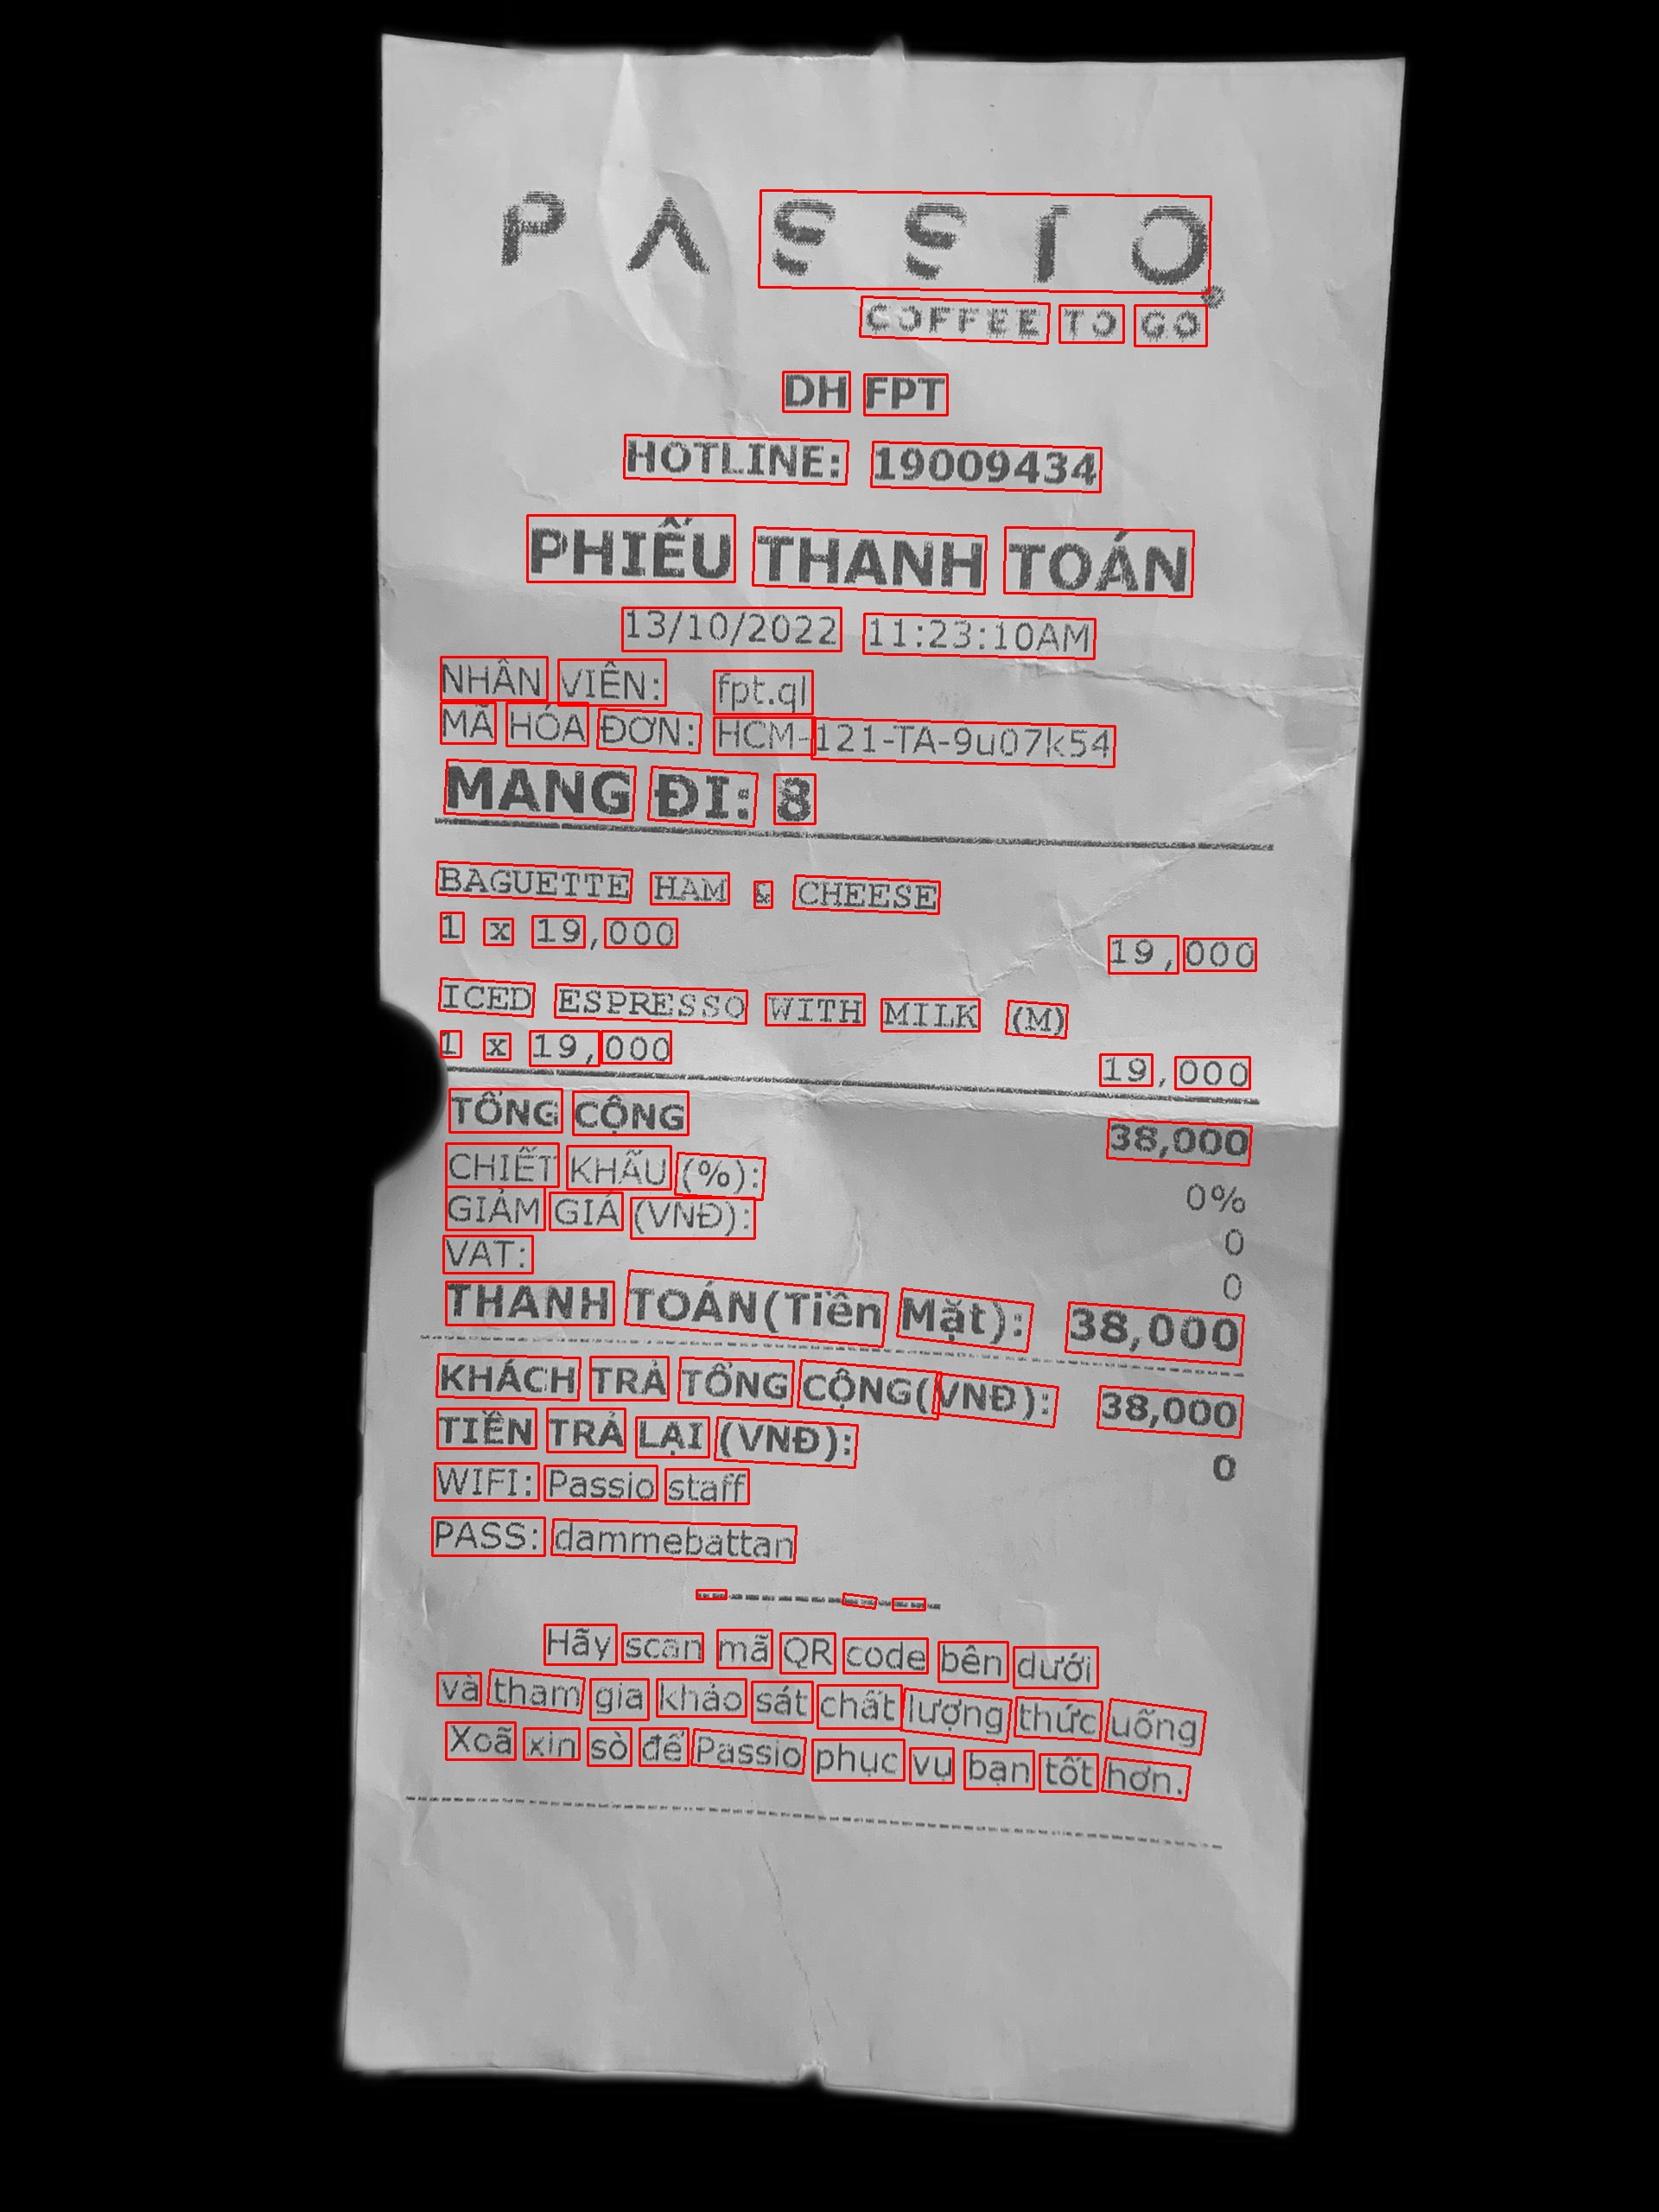 PASSIO
COFFEE TO GO
DH FPT
HOTLINE: 19009434
PHIẾU THANH TOÁN
13/10/2022 11:23:10AM
NHÂN VIÊN: fpt.ql
MÃ HÓA ĐƠN: HCM-121-TA-9u07k54
MANG ĐI: 8
BAGUETTE HAM & CHEESE
1 x 19,000 19,000
ICED ESPRESSO WITH MILK (M)
1 x 19,000 19,000
TỔNG CỘNG 38,000
CHIẾT KHẤU (%): 0%
GIẢM GIÁ (VNĐ): 0
VAT: 0
THANH TOÁN(Tiền Mặt): 38,000
KHÁCH TRẢ TỔNG CỘNG(VNĐ): 38,000
TIỀN TRẢ LẠI (VNĐ): 0
WIFI: Passio staff
PASS: dammebattan
Hãy scan mã QR code bên dưới
và tham gia khảo sát chất lượng thức uống
Xoã xin sò để Passio phục vụ bạn tốt hơn.